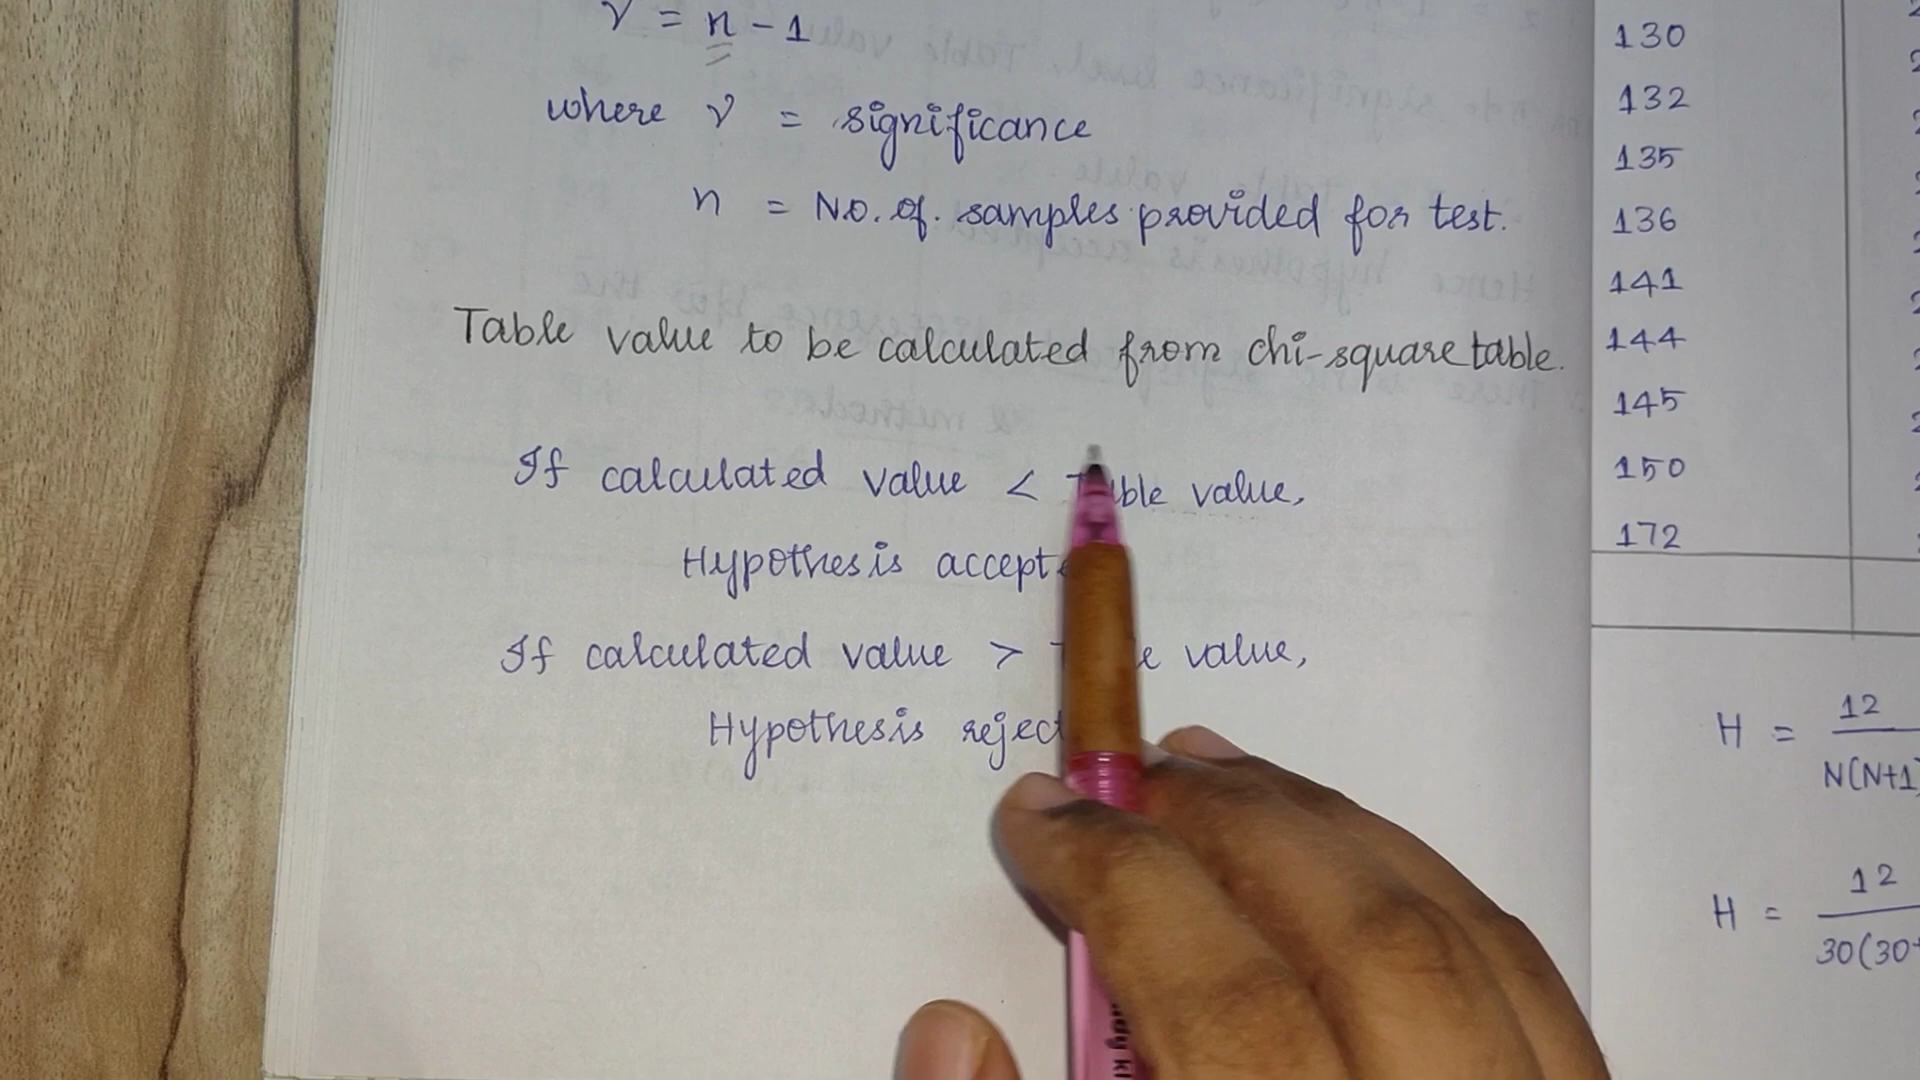 ν = n - 1
where ν = significance
n = No. of. samples provided for test.
Table value to be calculated from chi-square table.
If calculated value < Table value,
Hypothesis accept
If calculated value > value,
Hypothesis reject
130
132
135
136
141
144
145
150
172
H = 12
N(N+1)
H = 12
30(30+